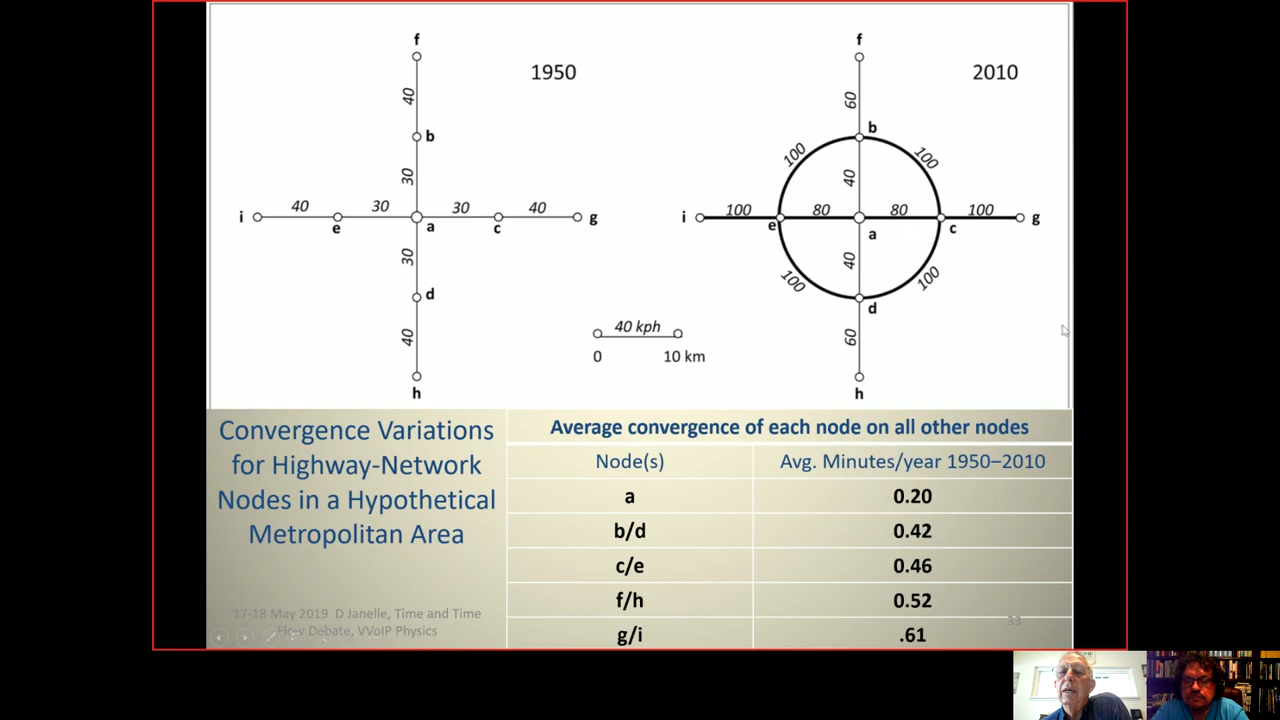 f
1950
40
b
30
40
30
30
40
i
e
a
c
g
30
d
40
h
f
2010
60
b
100
100
40
100
80
80
100
i
e
a
c
g
40
100
100
d
60
h
40 kph
0
10 km
Convergence Variations
for Highway-Network
Nodes in a Hypothetical
Metropolitan Area
Average convergence of each node on all other nodes
Node(s)
Avg. Minutes/year 1950–2010
a
0.20
b/d
0.42
c/e
0.46
f/h
0.52
g/i
.61
17-18 May 2019 D Janelle, Time and Time
Flow Debate, VVoIP Physics
33